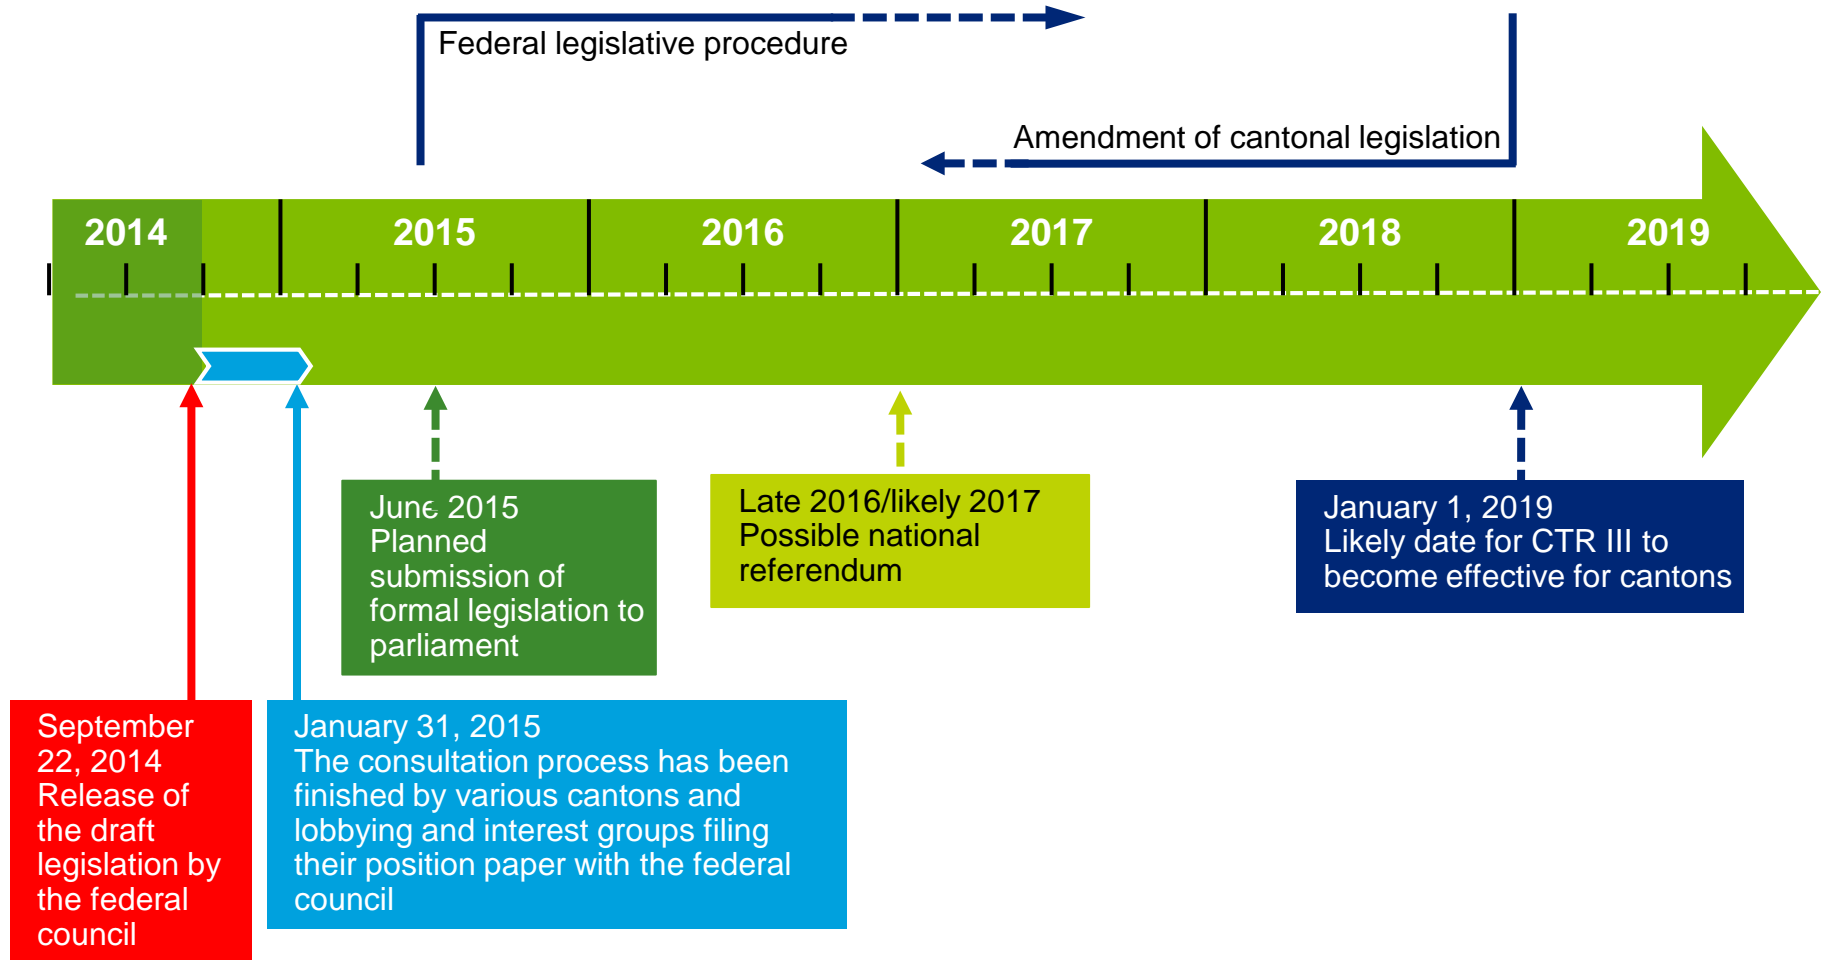 Federal legislative procedure
Amendment of cantonal legislation
2014
2015
2016
2017
2018
2019
June 2015
Planned
submission of
formal legislation to
parliament
Late 2016/likely 2017
Possible national
referendum
January 1, 2019
Likely date for CTR III to
become effective for cantons
September
22, 2014
Release of
the draft
legislation by
the federal
council
January 31, 2015
The consultation process has been
finished by various cantons and
lobbying and interest groups filing
their position paper with the federal
council